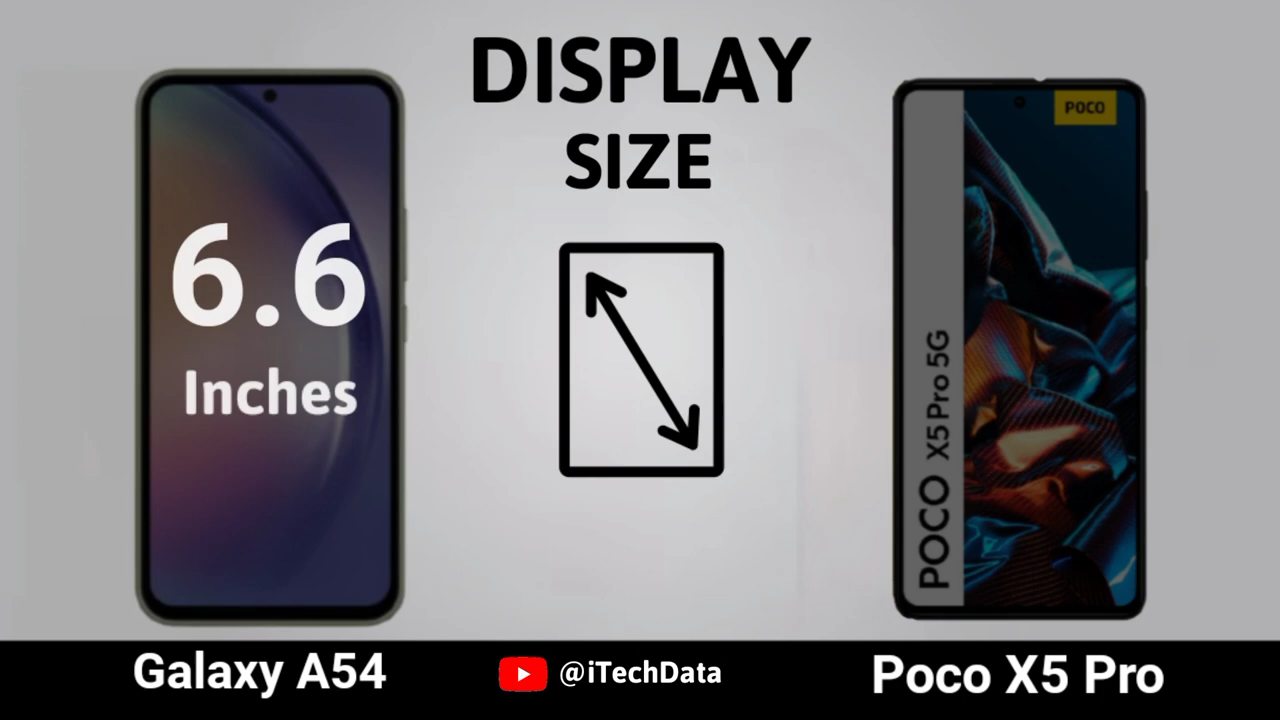 DISPLAY
SIZE
6.6
Inches
POCO
POCO X5 Pro 5G
Galaxy A54
@iTechData
Poco X5 Pro